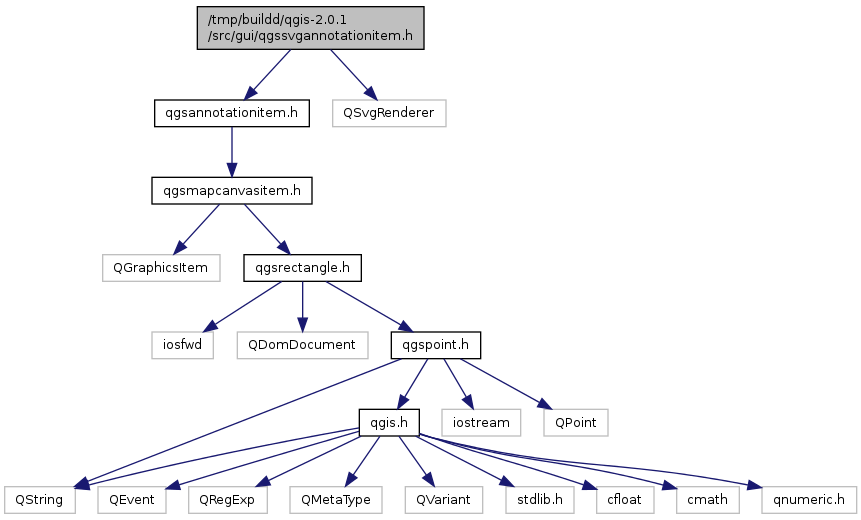 /tmp/buildd/qgis-2.0.1
/src/gui/qgssvgannotationitem.h
qgsannotationitem.h
QSvgRenderer
qgsmapcanvasitem.h
QGraphicsItem
qgsrectangle.h
iosfwd
QDomDocument
qgspoint.h
qgis.h
iostream
QPoint
QString
QEvent
QRegExp
QMetaType
QVariant
stdlib.h
cfloat
cmath
qnumeric.h